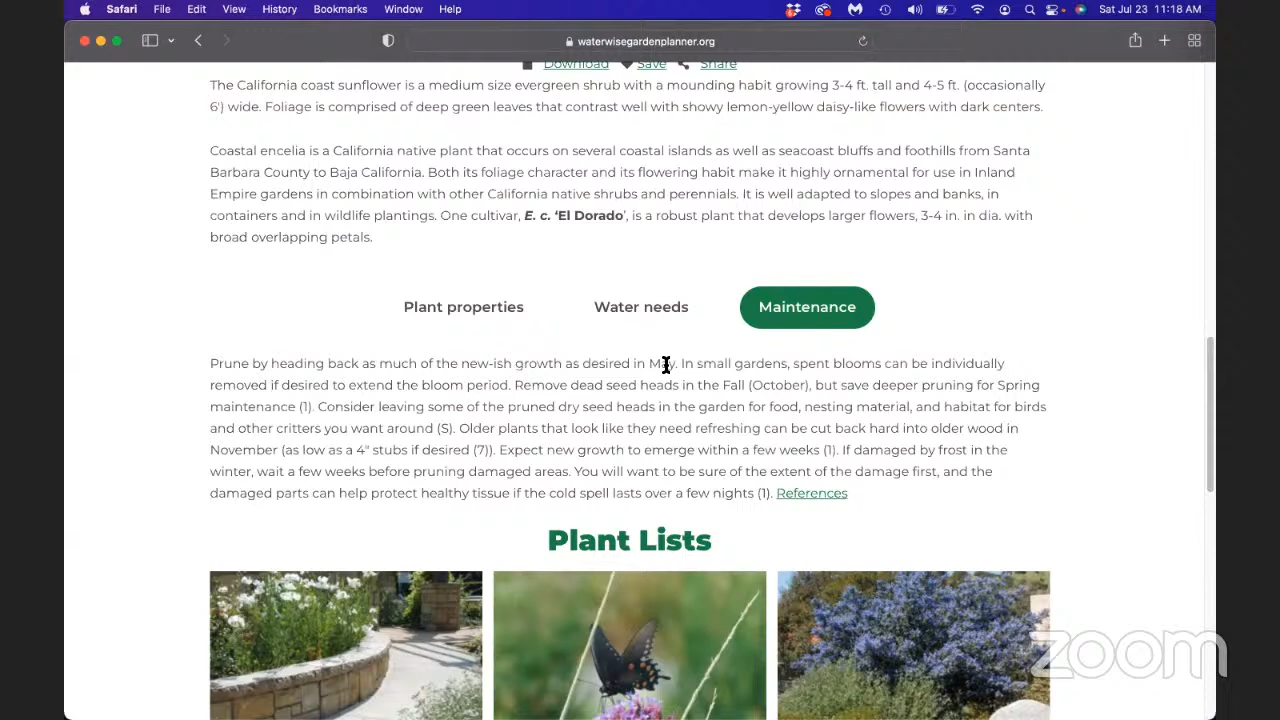 Safari File Edit View History Bookmarks Window Help Sat Jul 23 11:18 AM
waterwisegardenplanner.org
Download Save Share
The California coast sunflower is a medium size evergreen shrub with a mounding habit growing 3-4 ft. tall and 4-5 ft. (occasionally
6') wide. Foliage is comprised of deep green leaves that contrast well with showy lemon-yellow daisy-like flowers with dark centers.
Coastal encelia is a California native plant that occurs on several coastal islands as well as seacoast bluffs and foothills from Santa
Barbara County to Baja California. Both its foliage character and its flowering habit make it highly ornamental for use in Inland
Empire gardens in combination with other California native shrubs and perennials. It is well adapted to slopes and banks, in
containers and in wildlife plantings. One cultivar, E. c. ‘El Dorado’, is a robust plant that develops larger flowers, 3-4 in. in dia. with
broad overlapping petals.
Plant properties Water needs Maintenance
Prune by heading back as much of the new-ish growth as desired in May. In small gardens, spent blooms can be individually
removed if desired to extend the bloom period. Remove dead seed heads in the Fall (October), but save deeper pruning for Spring
maintenance (1). Consider leaving some of the pruned dry seed heads in the garden for food, nesting material, and habitat for birds
and other critters you want around (S). Older plants that look like they need refreshing can be cut back hard into older wood in
November (as low as a 4" stubs if desired (7)). Expect new growth to emerge within a few weeks (1). If damaged by frost in the
winter, wait a few weeks before pruning damaged areas. You will want to be sure of the extent of the damage first, and the
damaged parts can help protect healthy tissue if the cold spell lasts over a few nights (1). References
Plant Lists
zoom